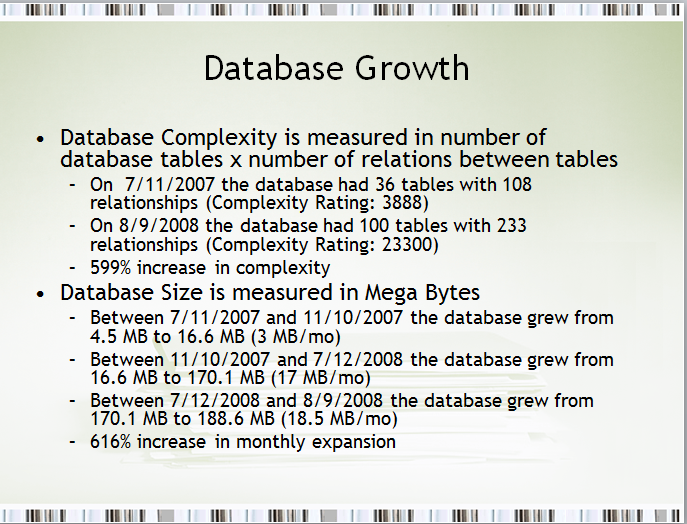 Database Growth
• Database Complexity is measured in number of
database tables x number of relations between tables
- On 7/11/2007 the database had 36 tables with 108
relationships (Complexity Rating: 3888)
- On 8/9/2008 the database had 100 tables with 233
relationships (Complexity Rating: 23300)
- 599% increase in complexity
• Database Size is measured in Mega Bytes
- Between 7/11/2007 and 11/10/2007 the database grew from
4.5 MB to 16.6 MB (3 MB/mo)
- Between 11/10/2007 and 7/12/2008 the database grew from
16.6 MB to 170.1 MB (17 MB/mo)
- Between 7/12/2008 and 8/9/2008 the database grew from
170.1 MB to 188.6 MB (18.5 MB/mo)
- 616% increase in monthly expansion